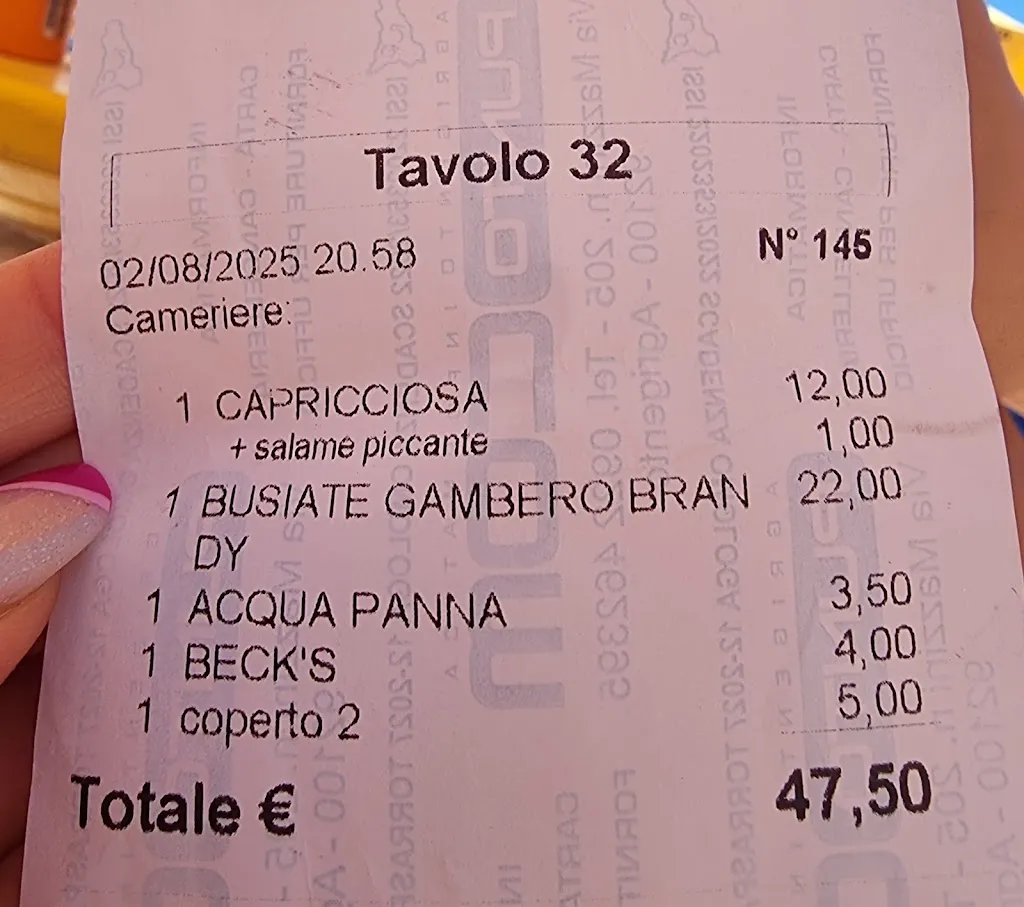 Tavolo 32
02/08/2025 20.58 N° 145
Cameriere:
1 CAPRICCIOSA 12,00
+ salame piccante 1,00
1 BUSIATE GAMBERO BRAN 22,00
DY
1 ACQUA PANNA 3,50
1 BECK'S 4,00
1 coperto 2 5,00
Totale € 47,50